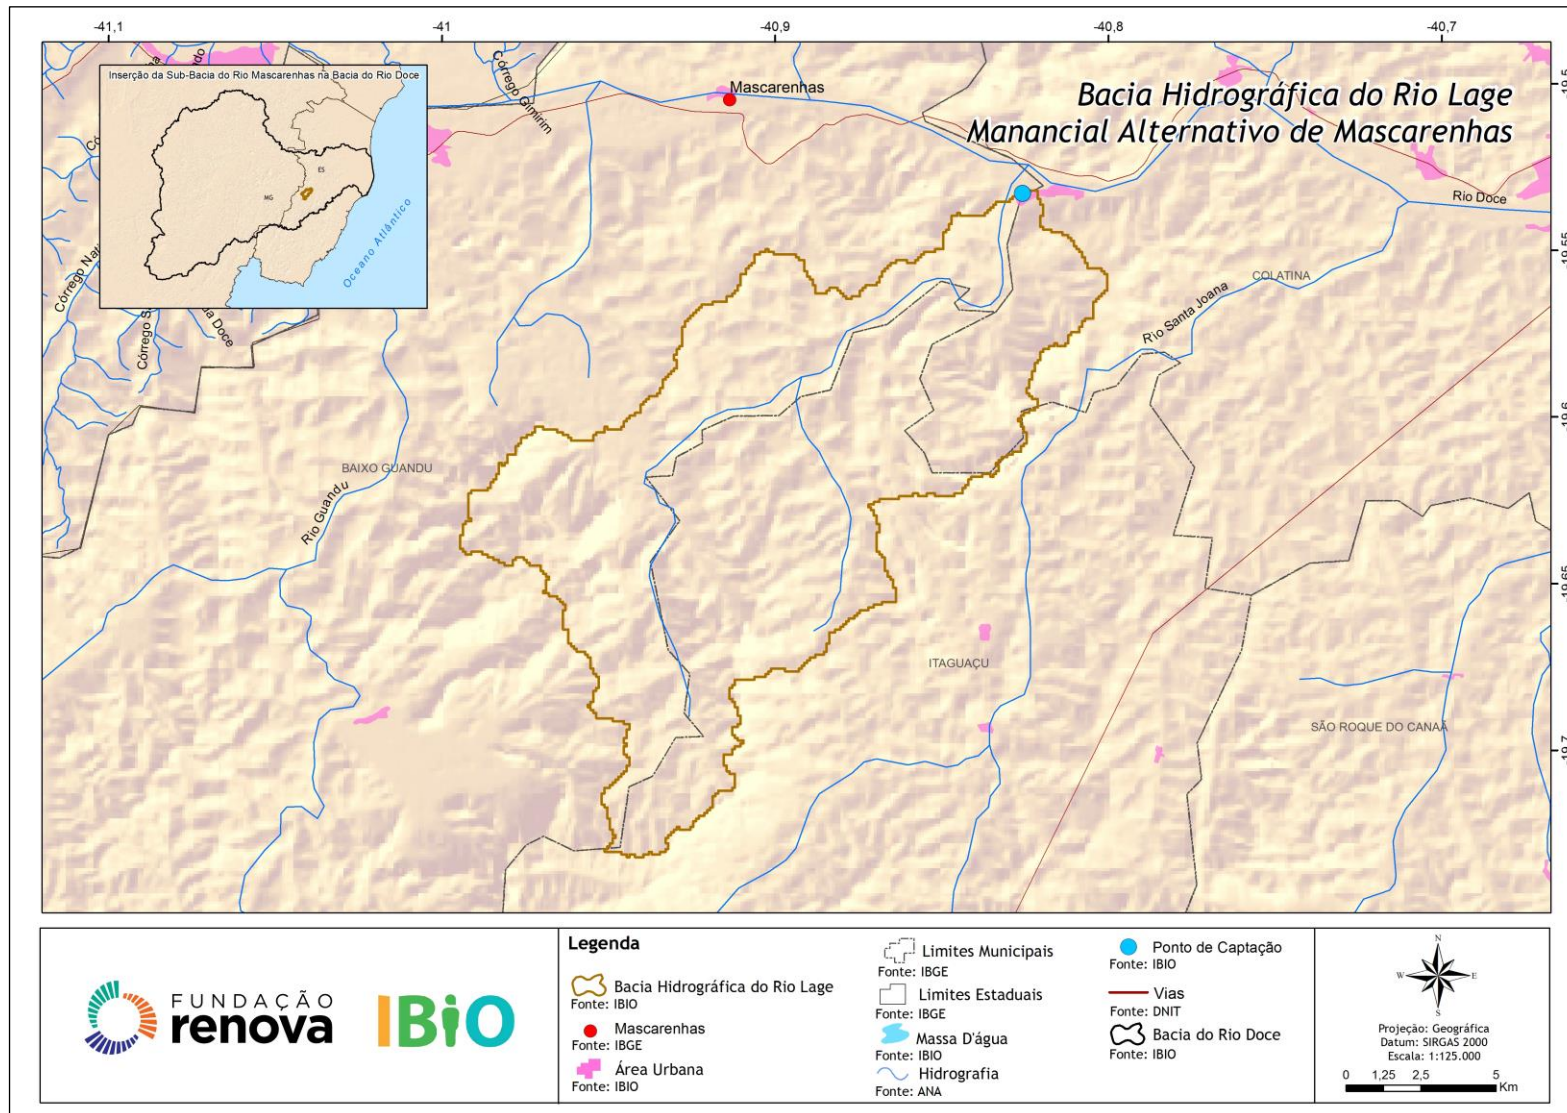 -41,1
-41
-40,9
-40,8
-40,7
Inserção da Sub-Bacia do Rio Mascarenhas na Bacia do Rio Doce
ES
MG
Oceano Atlântico
Bacia Hidrográfica do Rio Lage
Manancial Alternativo de Mascarenhas
Mascarenhas
Córrego Gimirim
Rio Doce
COLATINA
Rio Santa Joana
BAIXO GUANDU
Rio Guandu
ITAGUAÇU
SÃO ROQUE DO CANAÃ
Doce
-19,5
-19,55
-19,6
-19,65
-19,7
FUNDAÇÃO
renova
IBiO
Legenda
Bacia Hidrográfica do Rio Lage
Fonte: IBIO
Mascarenhas
Fonte: IBGE
Área Urbana
Fonte: IBIO
Limites Municipais
Fonte: IBGE
Limites Estaduais
Fonte: IBGE
Massa D'água
Fonte: IBIO
Hidrografia
Fonte: ANA
Ponto de Captação
Fonte: IBIO
Vias
Fonte: DNIT
Bacia do Rio Doce
Fonte: IBIO
N
W
E
S
Projeção: Geográfica
Datum: SIRGAS 2000
Escala: 1:125.000
0 1,25 2,5 5
Km